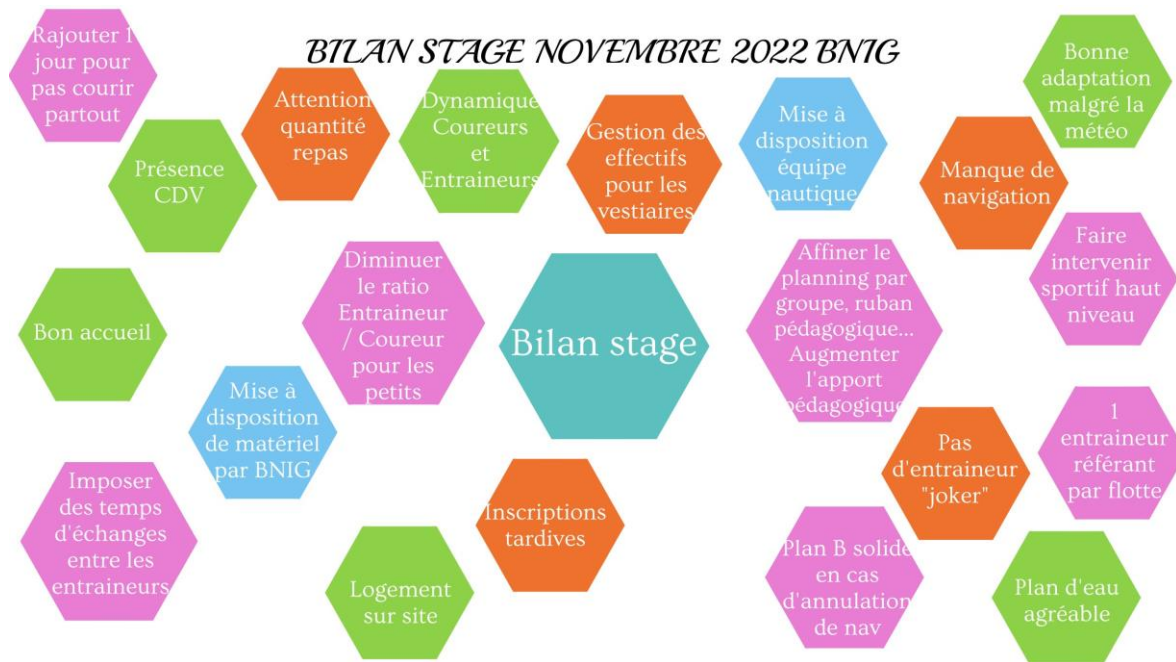 BILAN STAGE NOVEMBRE 2022 BNIG
Rajouter 1
jour pour
pas courir
partout
Présence
CDV
Attention
quantité
repas
Dynamique
Coureurs
et
Entraineurs
Gestion des
effectifs
pour les
vestiaires
Mise à
disposition
équipe
nautique
Manque de
navigation
Bonne
adaptation
malgré la
météo
Bon accueil
Diminuer
le ratio
Entraineur
/ Coureur
pour les
petits
Bilan stage
Affiner le
planning par
groupe, ruban
pédagogique...
Augmenter
l'apport
pédagogique
Faire
intervenir
sportif haut
niveau
Mise à
disposition
de matériel
par BNIG
Imposer
des temps
d'échanges
entre les
entraineurs
Logement
sur site
Inscriptions
tardives
Pas
d'entraineur
"joker"
1
entraineur
référant
par flotte
Plan B solide
en cas
d'annulation
de nav
Plan d'eau
agréable